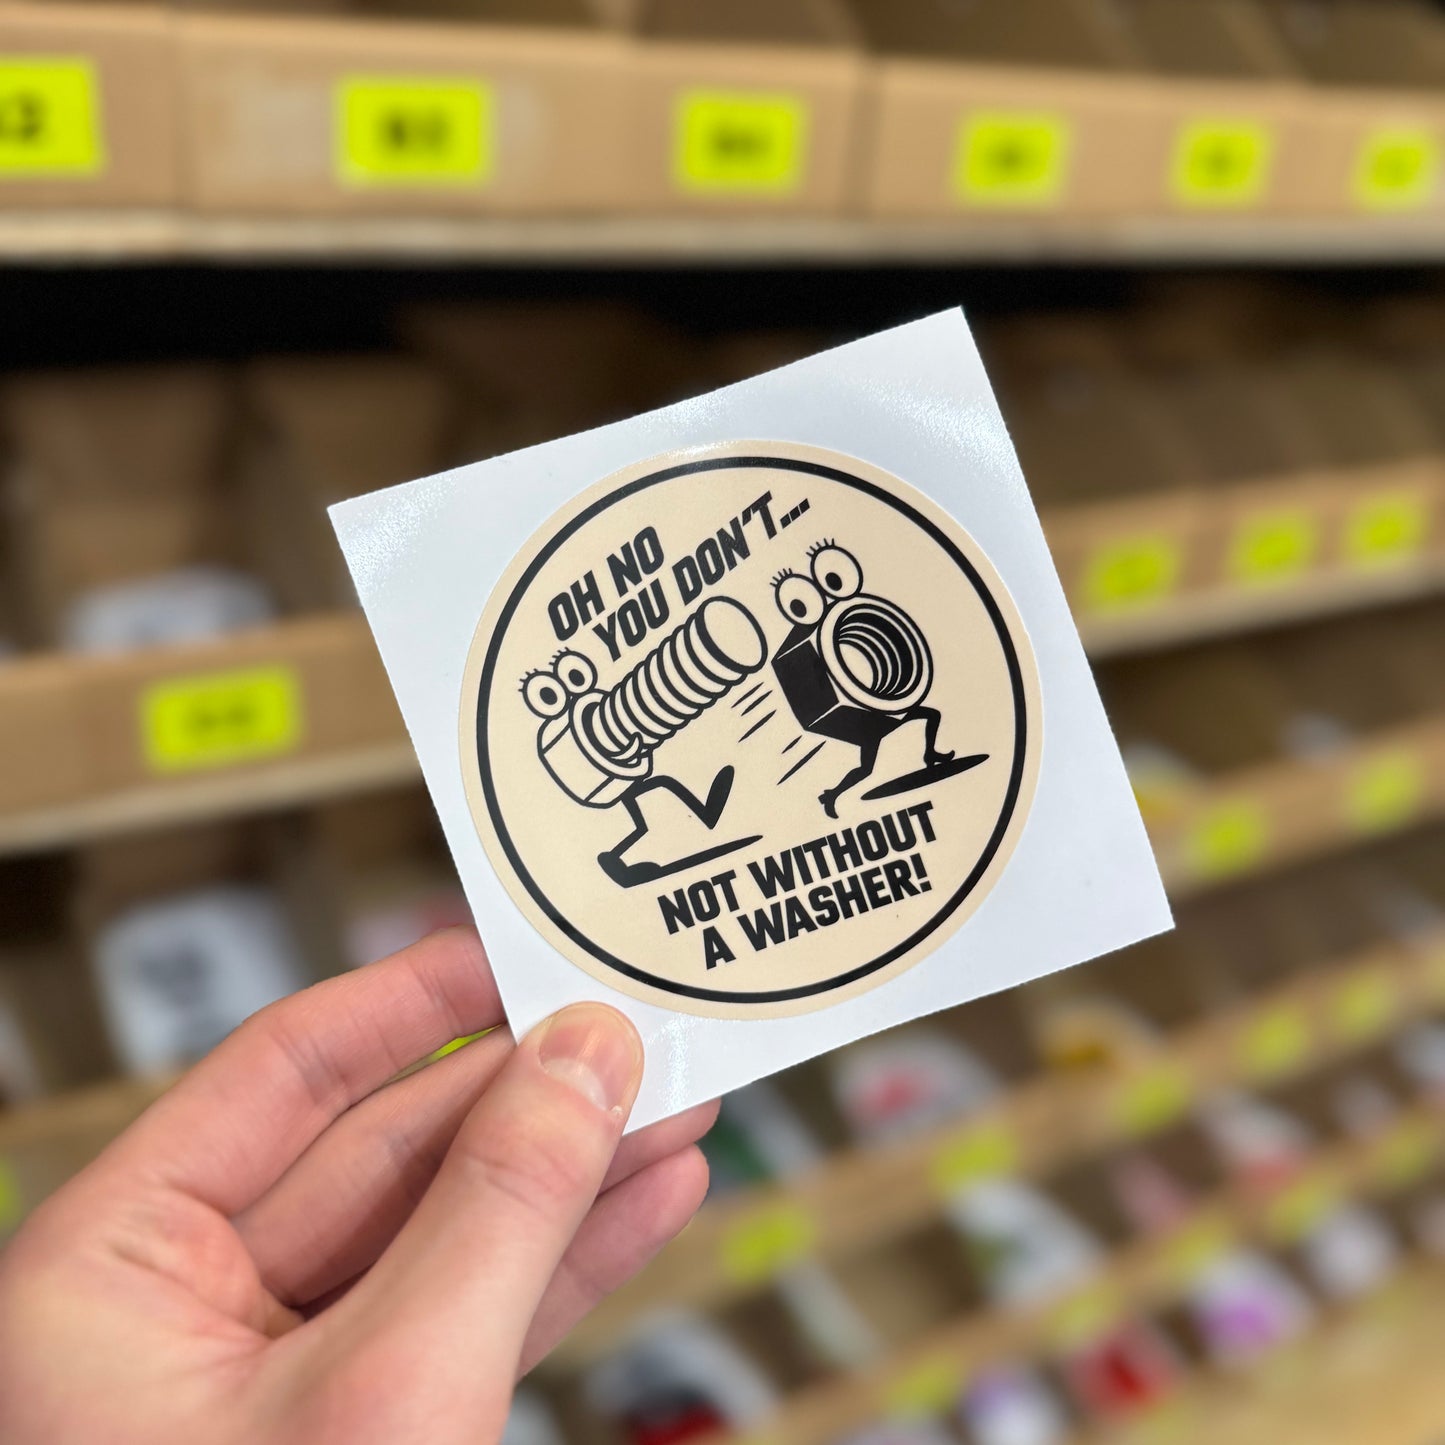 OH NO
YOU DON'T...
NOT WITHOUT
A WASHER!